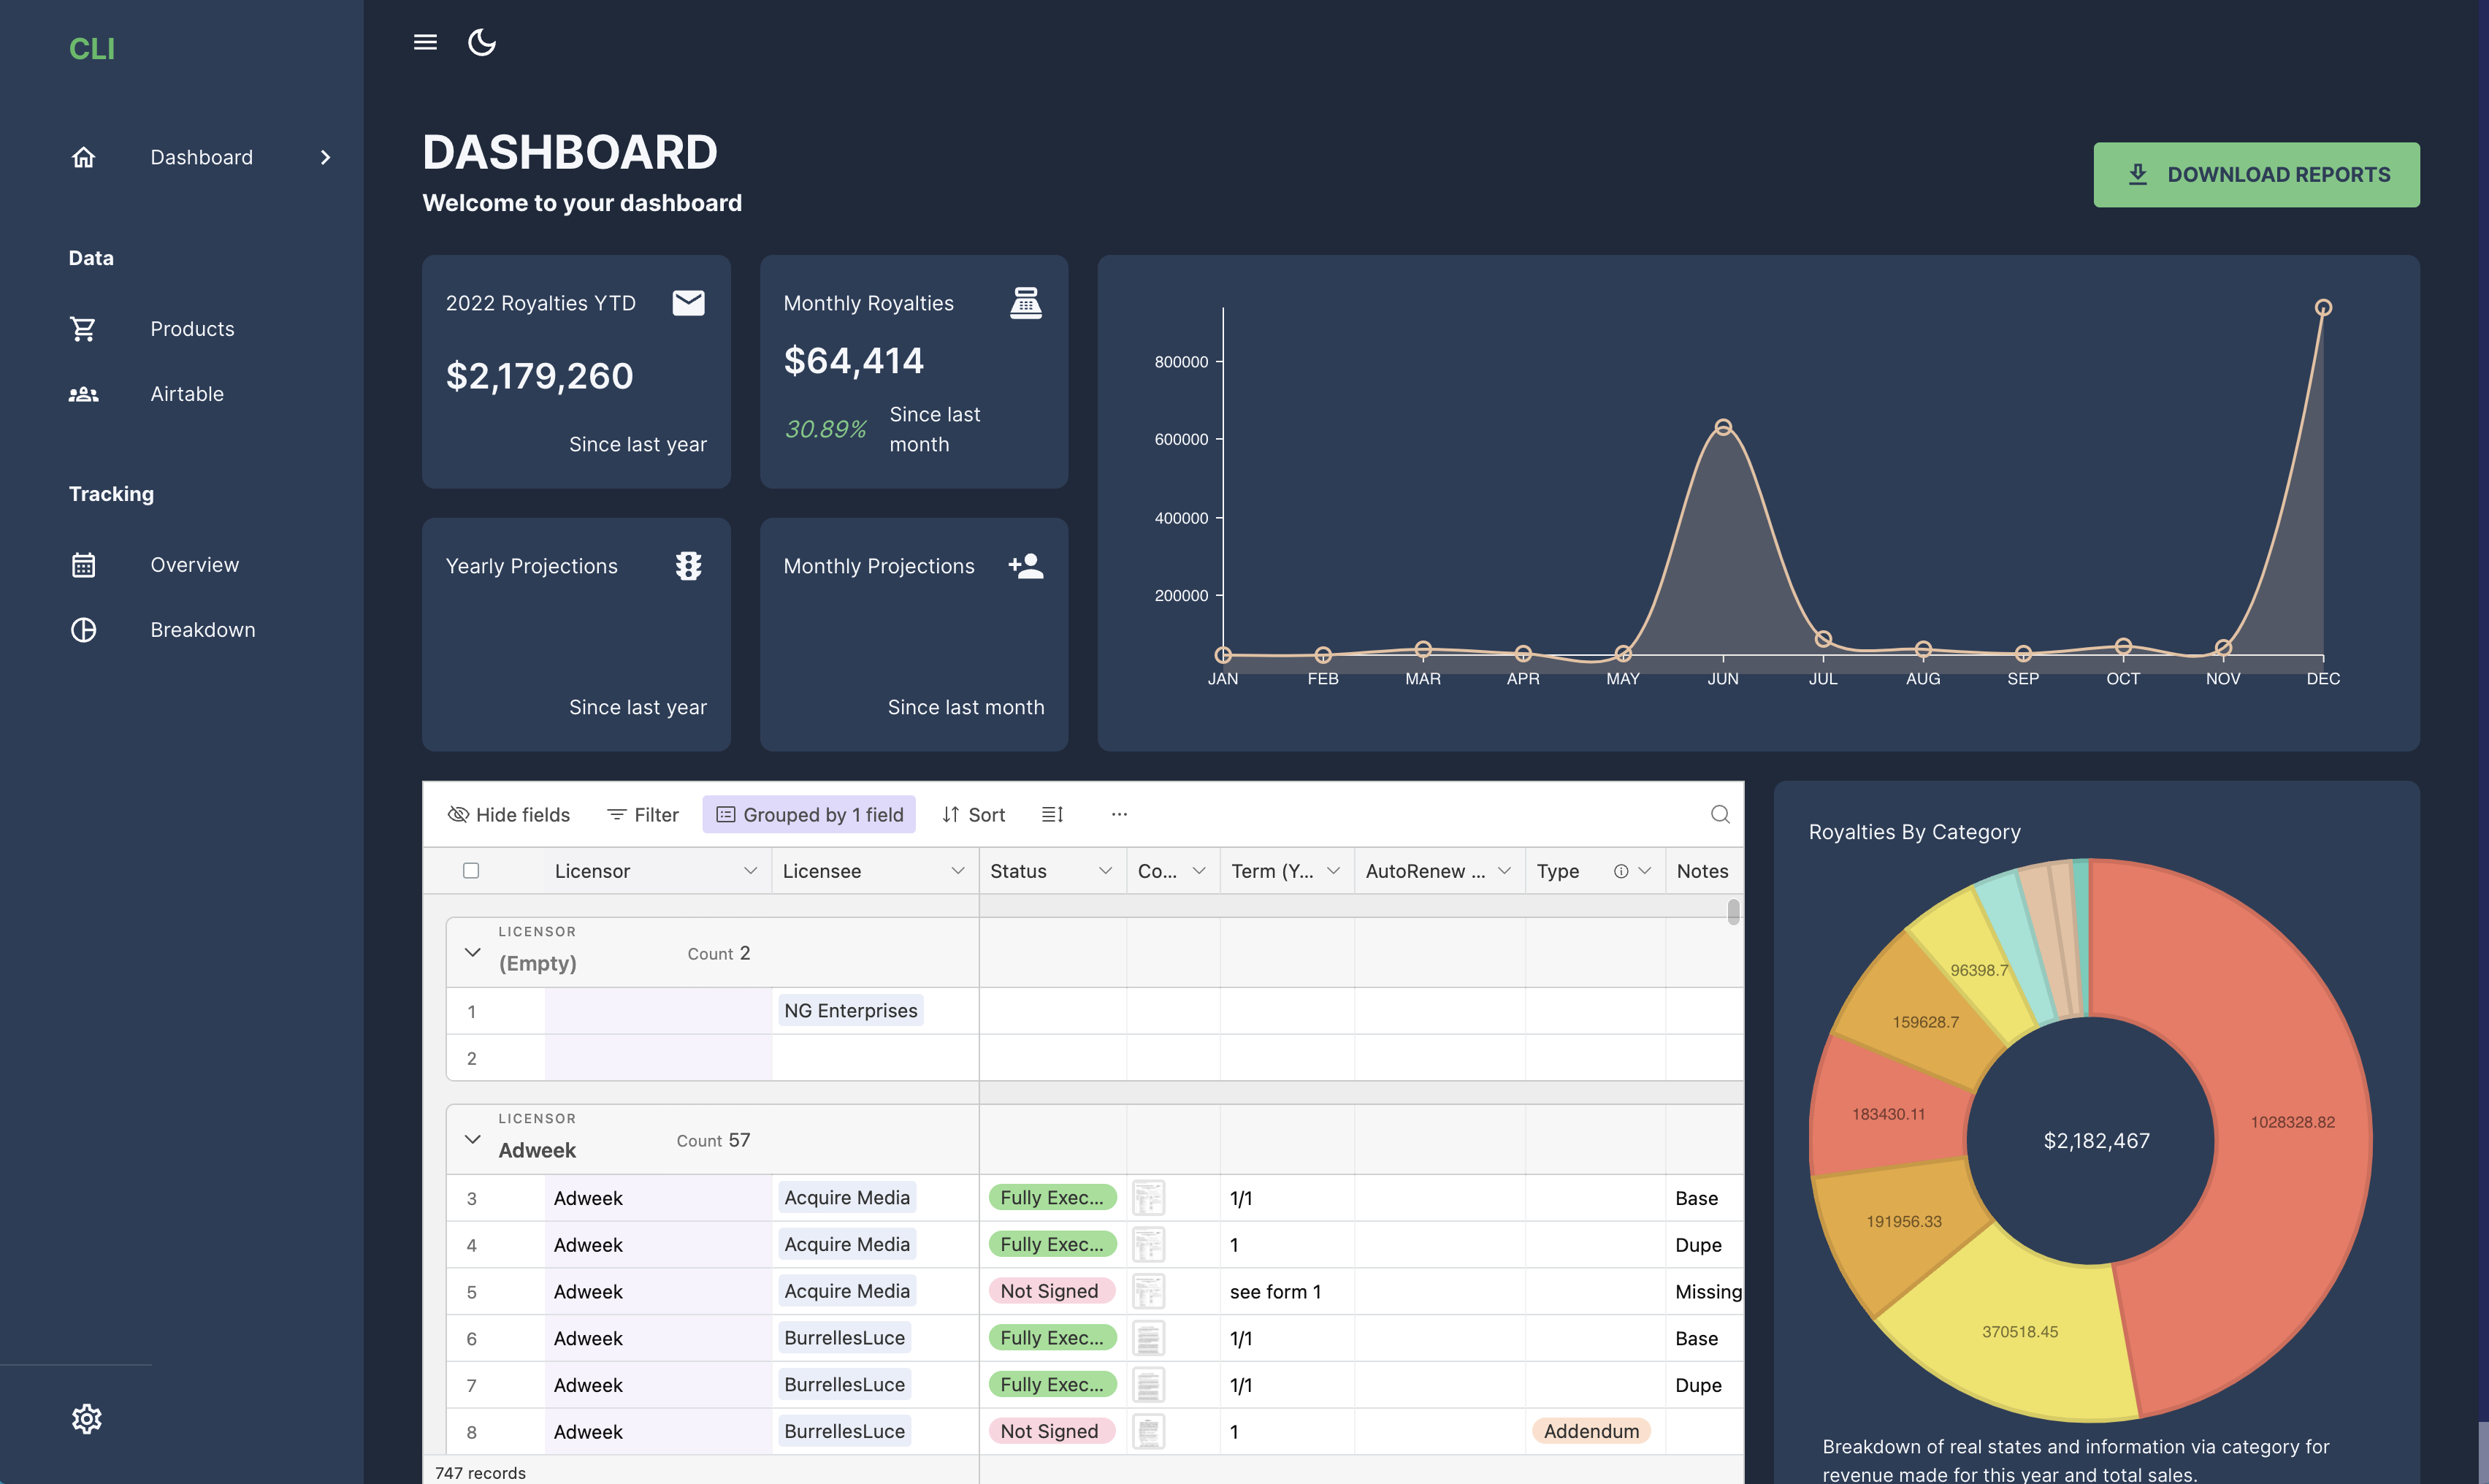 CLI
Dashboard
Data
Products
Airtable
Tracking
Overview
Breakdown
DASHBOARD
Welcome to your dashboard
DOWNLOAD REPORTS
2022 Royalties YTD
$2,179,260
Since last year
Monthly Royalties
$64,414
30.89%
Since last
month
Yearly Projections
Since last year
Monthly Projections
Since last month
800000
600000
400000
200000
JAN FEB MAR APR MAY JUN JUL AUG SEP OCT NOV DEC
Hide fields Filter Grouped by 1 field Sort ...
Licensor Licensee Status Co... Term (Y... AutoRenew ... Type Notes
LICENSOR
(Empty) Count 2
1 NG Enterprises
2
LICENSOR
Adweek Count 57
3 Adweek Acquire Media Fully Exec... 1/1 Base
4 Adweek Acquire Media Fully Exec... 1 Dupe
5 Adweek Acquire Media Not Signed see form 1 Missing
6 Adweek BurrellesLuce Fully Exec... 1/1 Base
7 Adweek BurrellesLuce Fully Exec... 1/1 Dupe
8 Adweek BurrellesLuce Not Signed 1 Addendum
747 records
Royalties By Category
96398.7
159628.7
183430.11
1028328.82
$2,182,467
191956.33
370518.45
Breakdown of real states and information via category for
revenue made for this year and total sales.